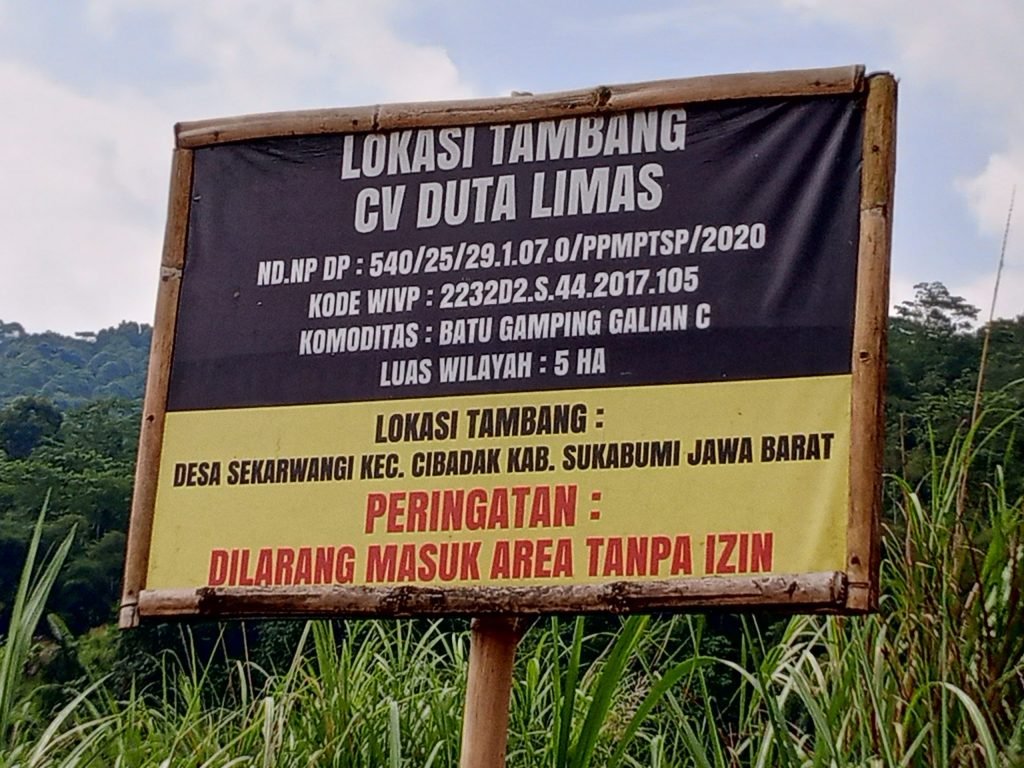 LOKASI TAMBANG
CV DUTA LIMAS
ND.NP DP : 540/25/29.1.07.0/PPMPTSP/2020
KODE WIVP : 2232D2.S.44.2017.105
KOMODITAS : BATU GAMPING GALIAN C
LUAS WILAYAH : 5 HA
LOKASI TAMBANG :
DESA SEKARWANGI KEC. CIBADAK KAB. SUKABUMI JAWA BARAT
PERINGATAN :
DILARANG MASUK AREA TANPA IZIN